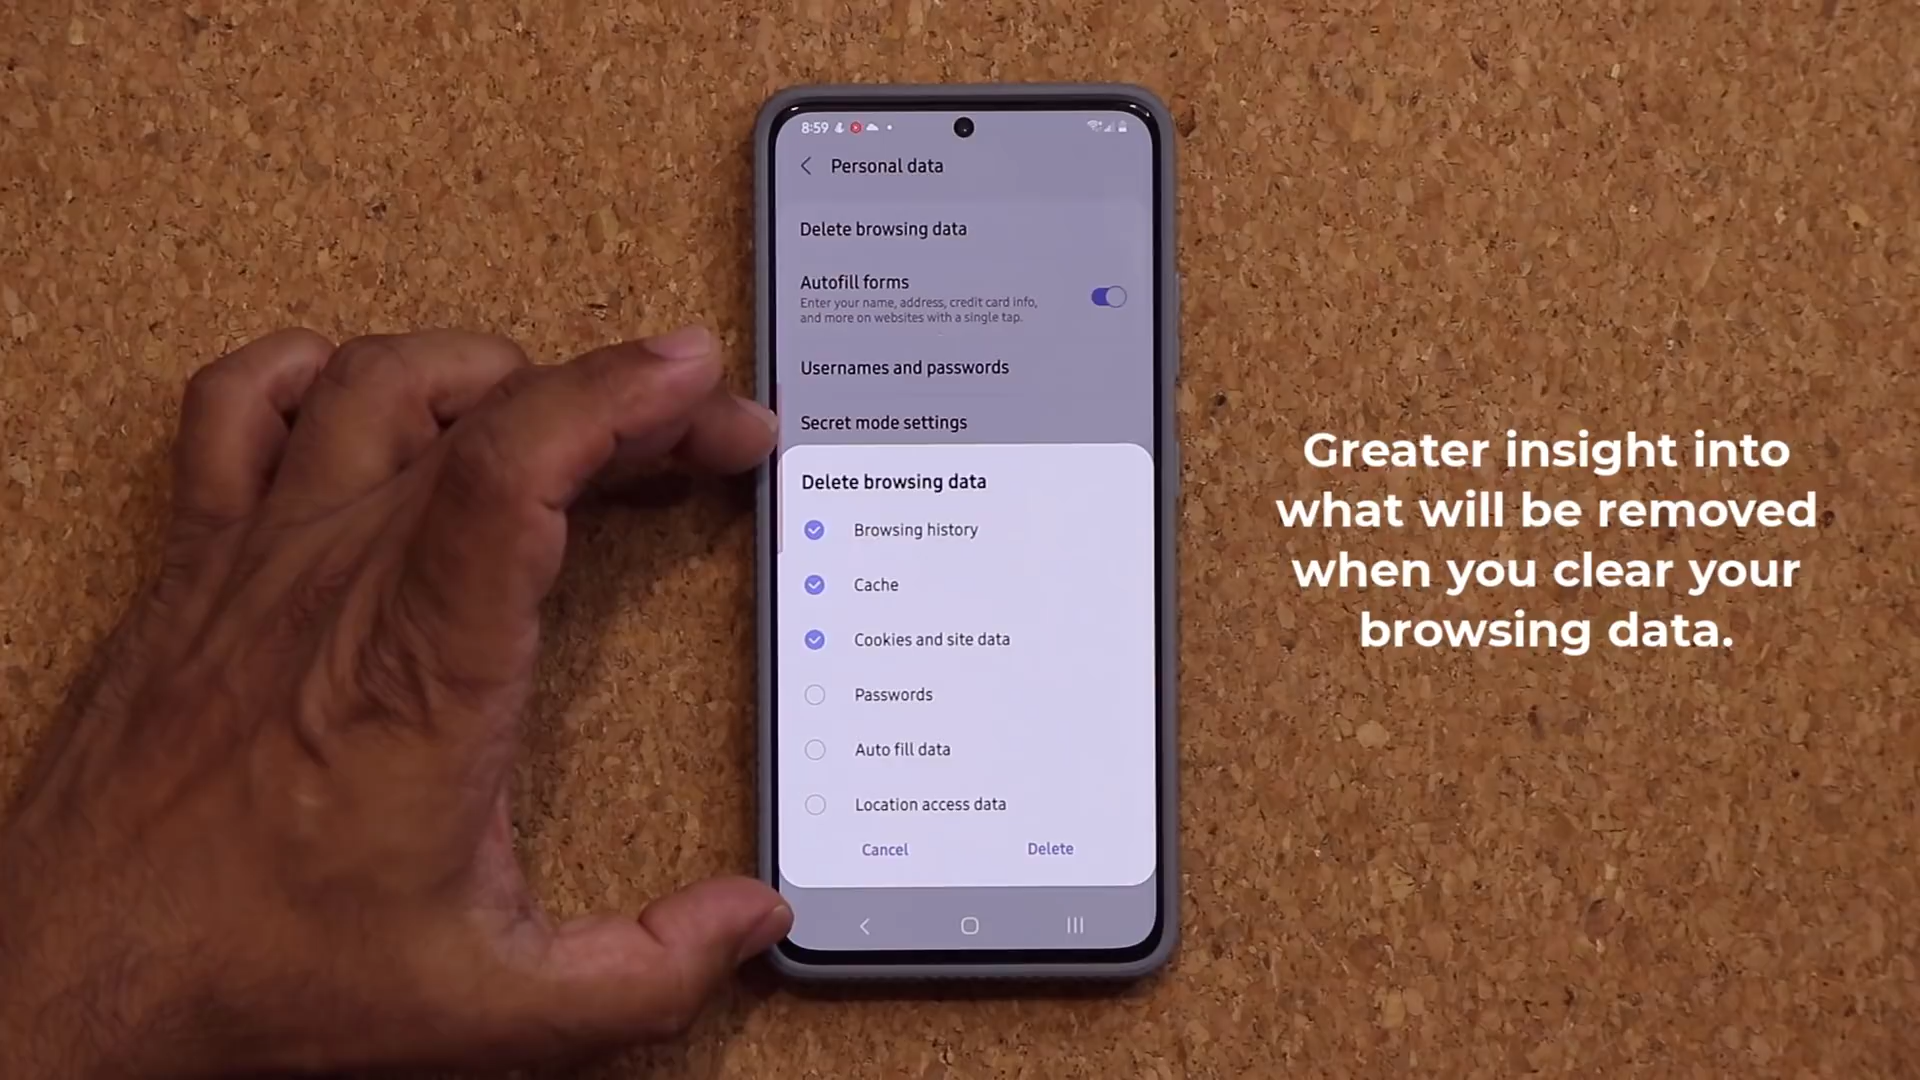 8:59
Personal data
Delete browsing data
Autofill forms
Enter your name, address, credit card info,
and more on websites with a single tap.
Usernames and passwords
Secret mode settings
Delete browsing data
Browsing history
Cache
Cookies and site data
Passwords
Auto fill data
Location access data
Cancel
Delete
Greater insight into
what will be removed
when you clear your
browsing data.